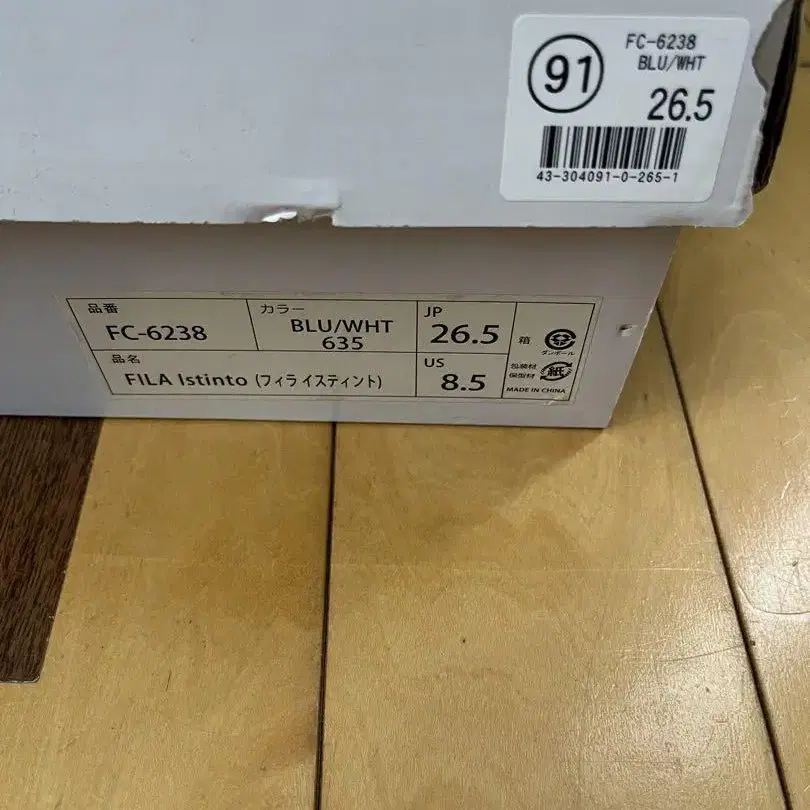 91
FC-6238
BLU/WHT
26.5
43-304091-0-265-1
品番
FC-6238
カラー
BLU/WHT
635
JP
26.5
品名
FILA Istinto (フィライスティント)
US
8.5
箱
ダンボール
包装材
保型材
紙
MADE IN CHINA